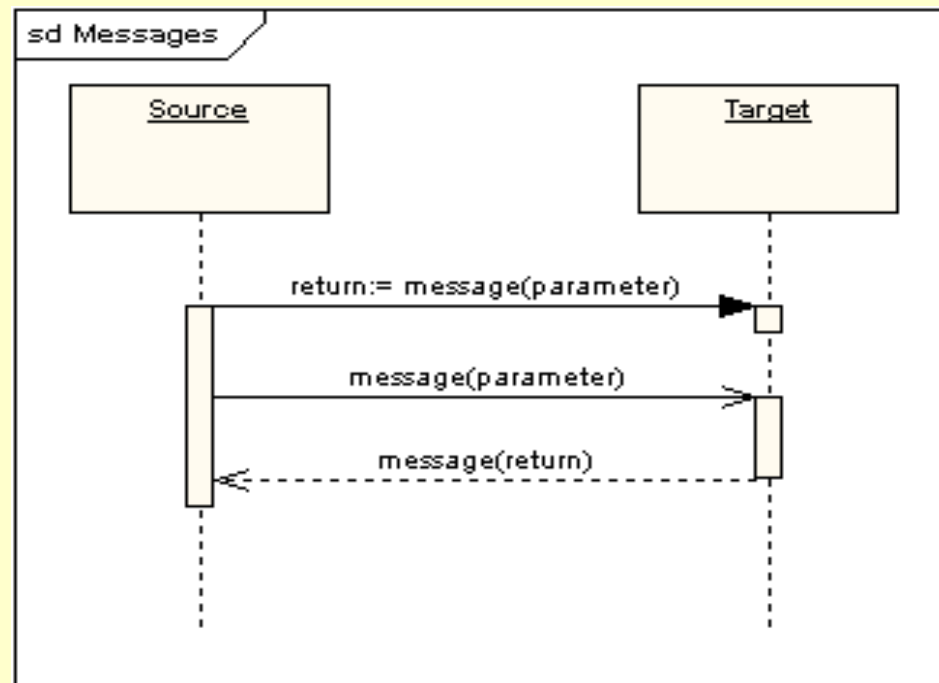 sd Messages
Source
Target
return:= message(parameter)
message(parameter)
message(return)